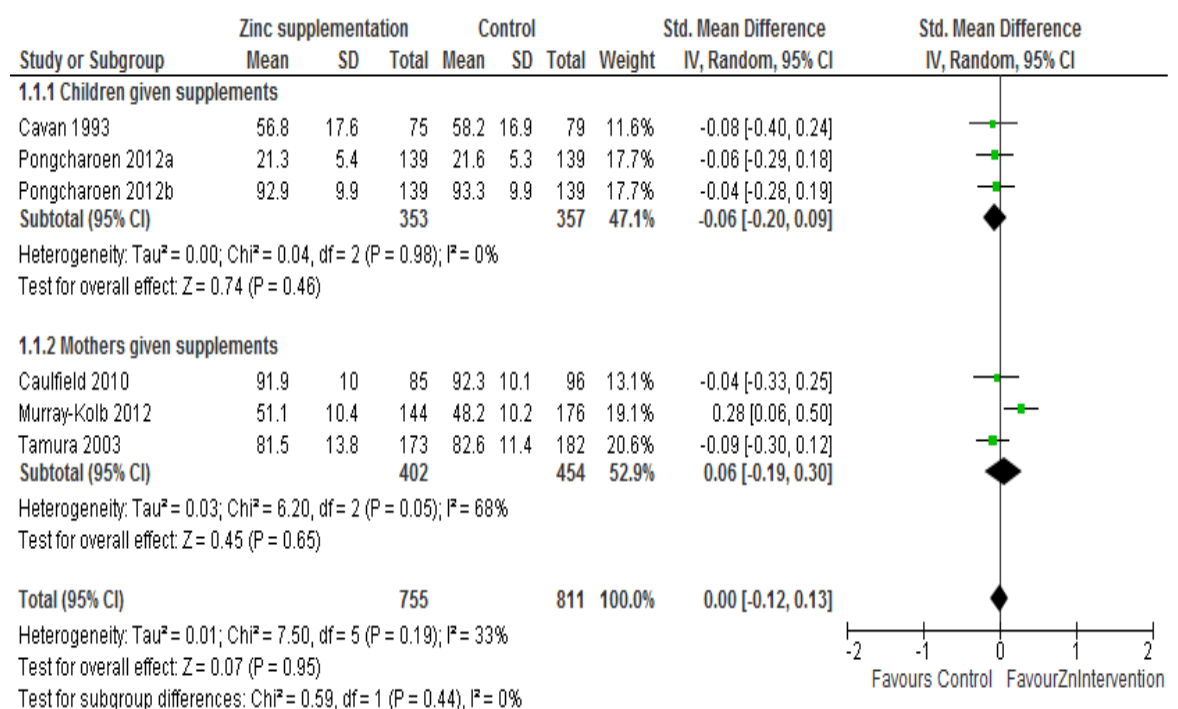 Zinc supplementation Control Std. Mean Difference Std. Mean Difference
Study or Subgroup Mean SD Total Mean SD Total Weight IV, Random, 95% CI IV, Random, 95% CI
1.1.1 Children given supplements
Cavan 1993 56.8 17.6 75 58.2 16.9 79 11.6% -0.08 [-0.40, 0.24]
Pongcharoen 2012a 21.3 5.4 139 21.6 5.3 139 17.7% -0.06 [-0.29, 0.18]
Pongcharoen 2012b 92.9 9.9 139 93.3 9.9 139 17.7% -0.04 [-0.28, 0.19]
Subtotal (95% CI) 353 357 47.1% -0.06 [-0.20, 0.09]
Heterogeneity: Tau² = 0.00; Chi² = 0.04, df = 2 (P = 0.98); I² = 0%
Test for overall effect: Z = 0.74 (P = 0.46)
1.1.2 Mothers given supplements
Caulfield 2010 91.9 10 85 92.3 10.1 96 13.1% -0.04 [-0.33, 0.25]
Murray-Kolb 2012 51.1 10.4 144 48.2 10.2 176 19.1% 0.28 [0.06, 0.50]
Tamura 2003 81.5 13.8 173 82.6 11.4 182 20.6% -0.09 [-0.30, 0.12]
Subtotal (95% CI) 402 454 52.9% 0.06 [-0.19, 0.30]
Heterogeneity: Tau² = 0.03; Chi² = 6.20, df = 2 (P = 0.05); I² = 68%
Test for overall effect: Z = 0.45 (P = 0.65)
Total (95% CI) 755 811 100.0% 0.00 [-0.12, 0.13]
Heterogeneity: Tau² = 0.01; Chi² = 7.50, df = 5 (P = 0.19); I² = 33%
Test for overall effect: Z = 0.07 (P = 0.95)
Test for subgroup differences: Chi² = 0.59, df = 1 (P = 0.44), I² = 0%
-2 -1 0 1 2
Favours Control FavourZnIntervention